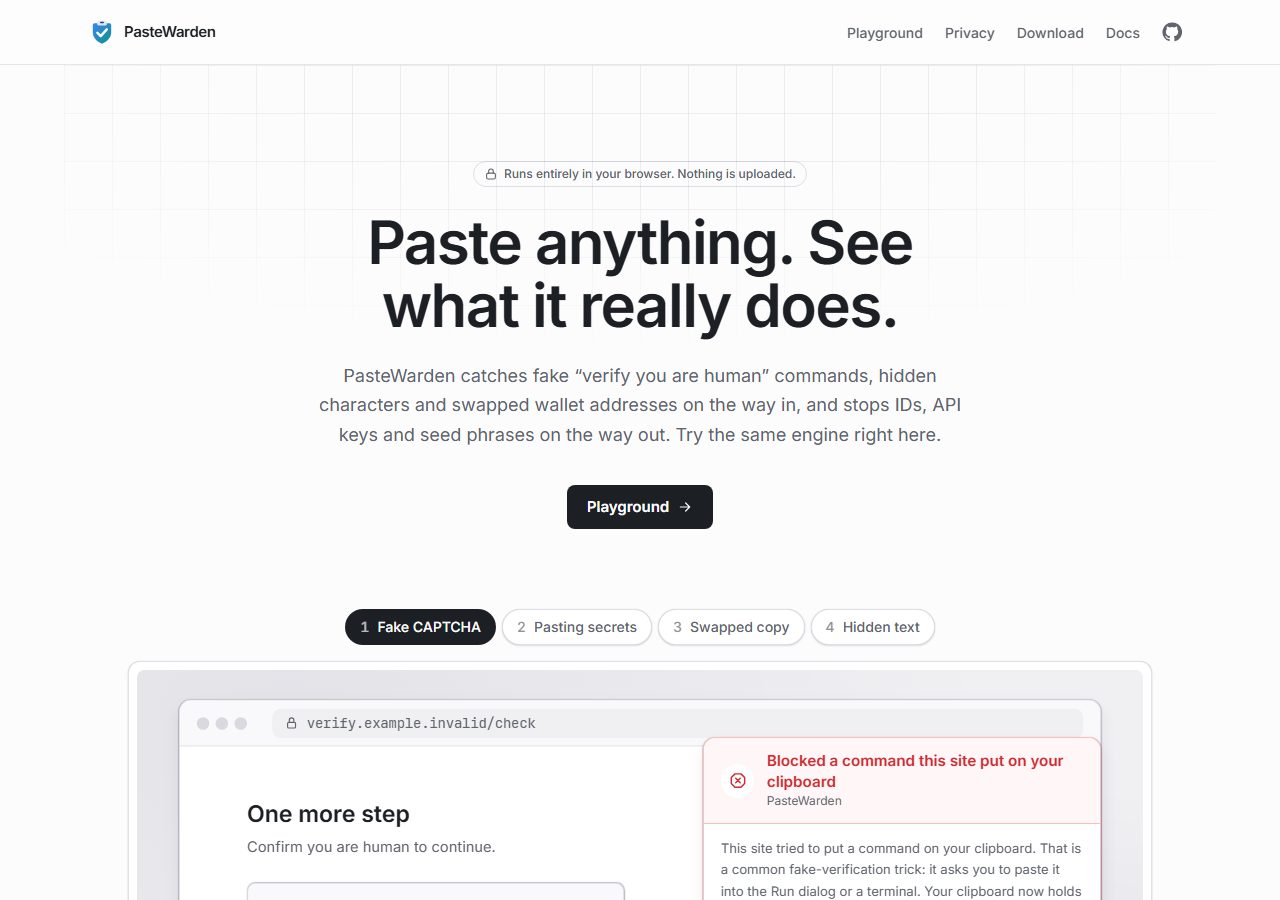 PasteWarden
Playground Privacy Download Docs
Runs entirely in your browser. Nothing is uploaded.
Paste anything. See
what it really does.
PasteWarden catches fake “verify you are human” commands, hidden
characters and swapped wallet addresses on the way in, and stops IDs, API
keys and seed phrases on the way out. Try the same engine right here.
Playground →
1 Fake CAPTCHA 2 Pasting secrets 3 Swapped copy 4 Hidden text
verify.example.invalid/check
Blocked a command this site put on your
clipboard
PasteWarden
One more step
Confirm you are human to continue.
This site tried to put a command on your clipboard. That is
a common fake-verification trick: it asks you to paste it
into the Run dialog or a terminal. Your clipboard now holds